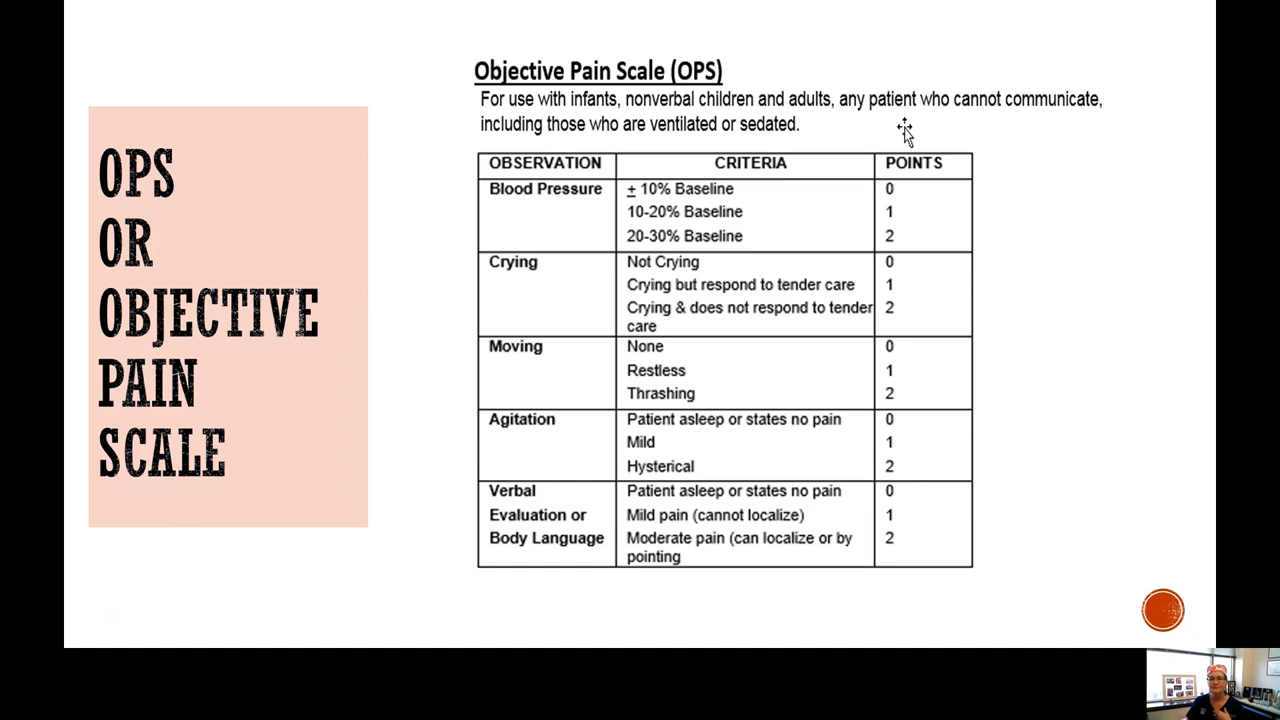 OPS
OR
OBJECTIVE
PAIN
SCALE
Objective Pain Scale (OPS)
For use with infants, nonverbal children and adults, any patient who cannot communicate,
including those who are ventilated or sedated.
OBSERVATION CRITERIA POINTS
Blood Pressure ± 10% Baseline 0
10-20% Baseline 1
20-30% Baseline 2
Crying Not Crying 0
Crying but respond to tender care 1
Crying & does not respond to tender 2
care
Moving None 0
Restless 1
Thrashing 2
Agitation Patient asleep or states no pain 0
Mild 1
Hysterical 2
Verbal Patient asleep or states no pain 0
Evaluation or Mild pain (cannot localize) 1
Body Language Moderate pain (can localize or by 2
pointing